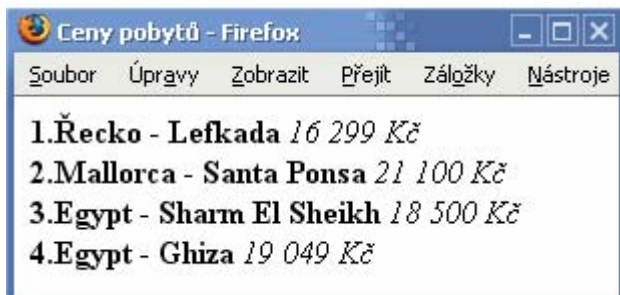 Ceny pobytů - Firefox
Soubor Úpravy Zobrazit Přejít Záložky Nástroje
1.Řecko - Lefkada 16 299 Kč
2.Mallorca - Santa Ponsa 21 100 Kč
3.Egypt - Sharm El Sheikh 18 500 Kč
4.Egypt - Ghiza 19 049 Kč